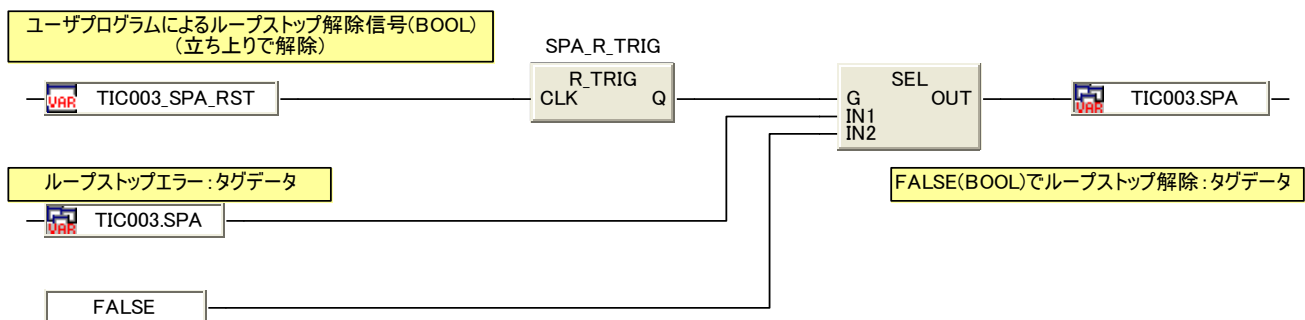 ユーザプログラムによるループストップ解除信号(BOOL)
(立ち上りで解除)
SPA_R_TRIG
VAR TIC003_SPA_RST
R_TRIG
CLK Q
SEL
G OUT
IN1
IN2
VAR TIC003.SPA
ループストップエラー:タグデータ
FALSE(BOOL)でループストップ解除:タグデータ
VAR TIC003.SPA
FALSE